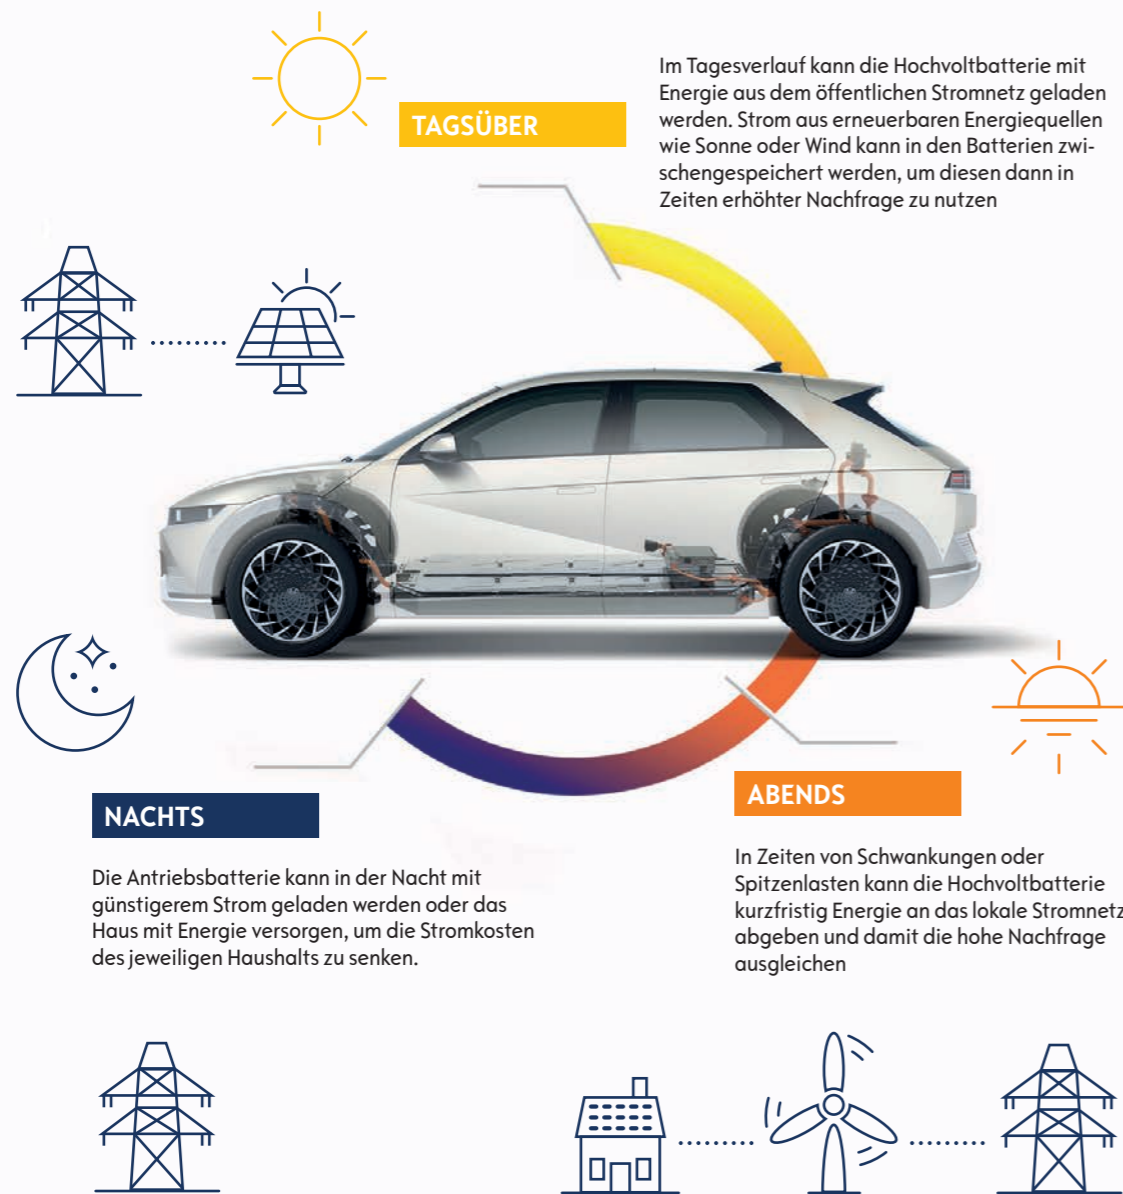 TAGSÜBER
Im Tagesverlauf kann die Hochvoltbatterie mit
Energie aus dem öffentlichen Stromnetz geladen
werden. Strom aus erneuerbaren Energiequellen
wie Sonne oder Wind kann in den Batterien zwi-
schengespeichert werden, um diesen dann in
Zeiten erhöhter Nachfrage zu nutzen
NACHTS
Die Antriebsbatterie kann in der Nacht mit
günstigerem Strom geladen werden oder das
Haus mit Energie versorgen, um die Stromkosten
des jeweiligen Haushalts zu senken.
ABENDS
In Zeiten von Schwankungen oder
Spitzenlasten kann die Hochvoltbatterie
kurzfristig Energie an das lokale Stromnetz
abgeben und damit die hohe Nachfrage
ausgleichen